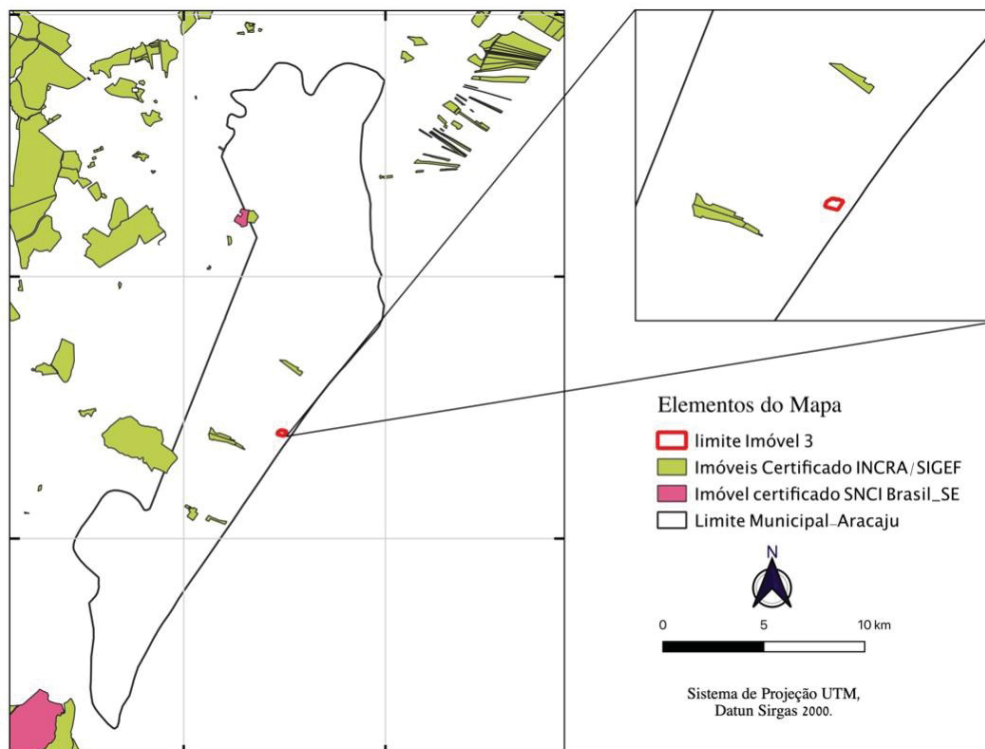 Elementos do Mapa
limite Imóvel 3
Imóveis Certificado INCRA/SIGEF
Imóvel certificado SNCI Brasil_SE
Limite Municipal_Aracaju
N
0 5 10 km
Sistema de Projeção UTM,
Datun Sirgas 2000.